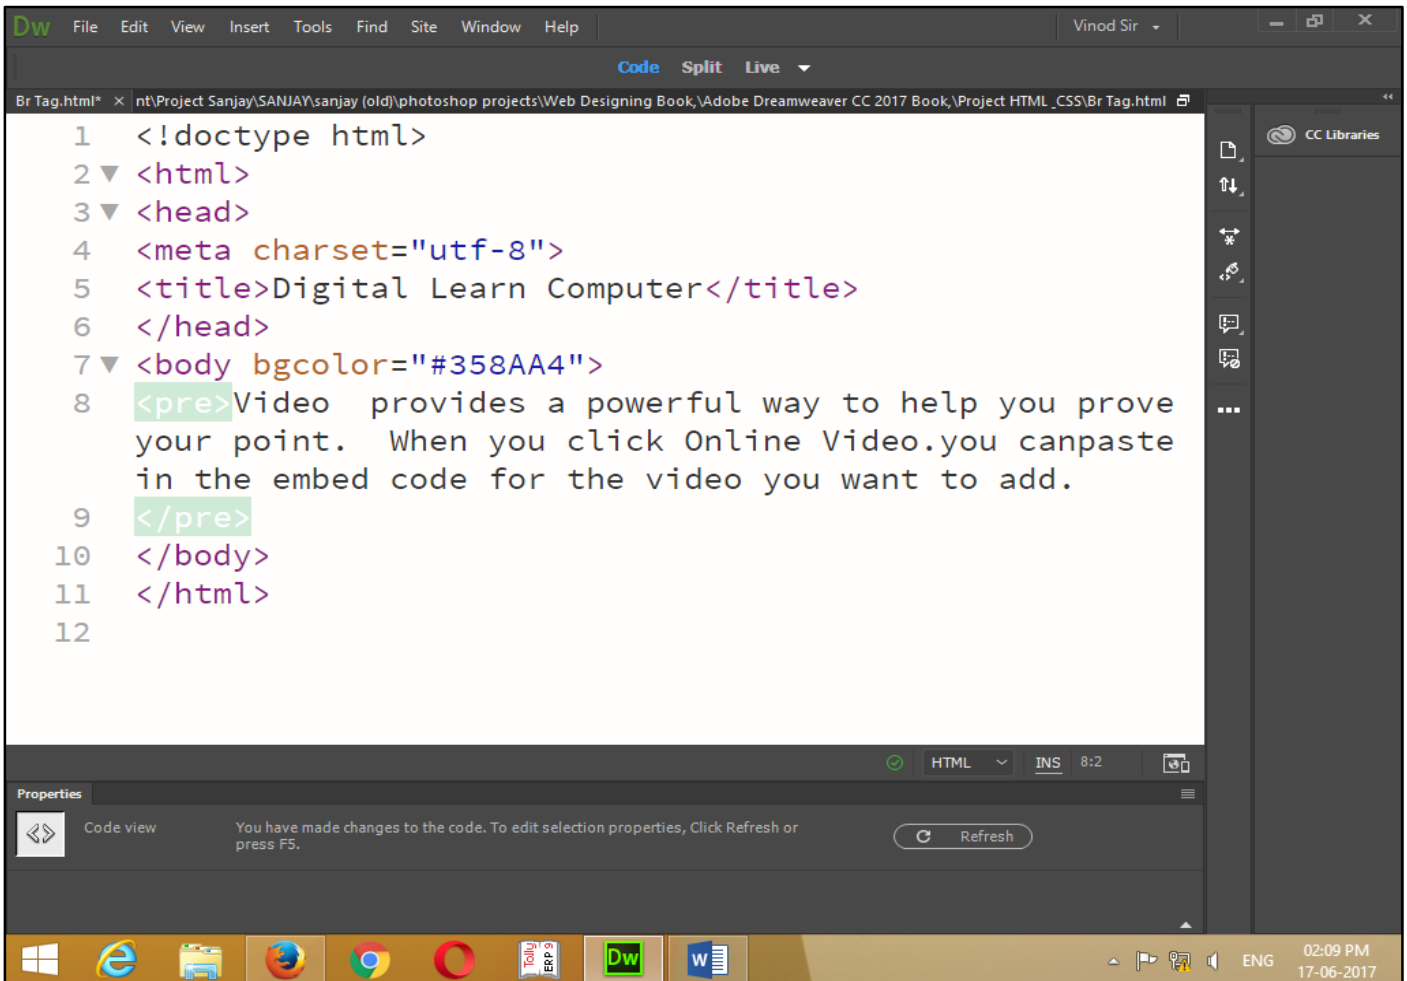 Dw File Edit View Insert Tools Find Site Window Help Vinod Sir
Code Split Live
Br Tag.html* × nt\Project Sanjay\SANJAY\sanjay (old)\photoshop projects\Web Designing Book,\Adobe Dreamweaver CC 2017 Book,\Project HTML _CSS\Br Tag.html
CC Libraries
1 <!doctype html>
2 <html>
3 <head>
4 <meta charset="utf-8">
5 <title>Digital Learn Computer</title>
6 </head>
7 <body bgcolor="#358AA4">
8 <pre>Video  provides a powerful way to help you prove
your point.  When you click Online Video.you canpaste
in the embed code for the video you want to add.
9 </pre>
10 </body>
11 </html>
12
HTML INS 8:2
Properties
Code view You have made changes to the code. To edit selection properties, Click Refresh or
press F5.
Refresh
Tally ERP 9
Dw
W
ENG 02:09 PM
17-06-2017